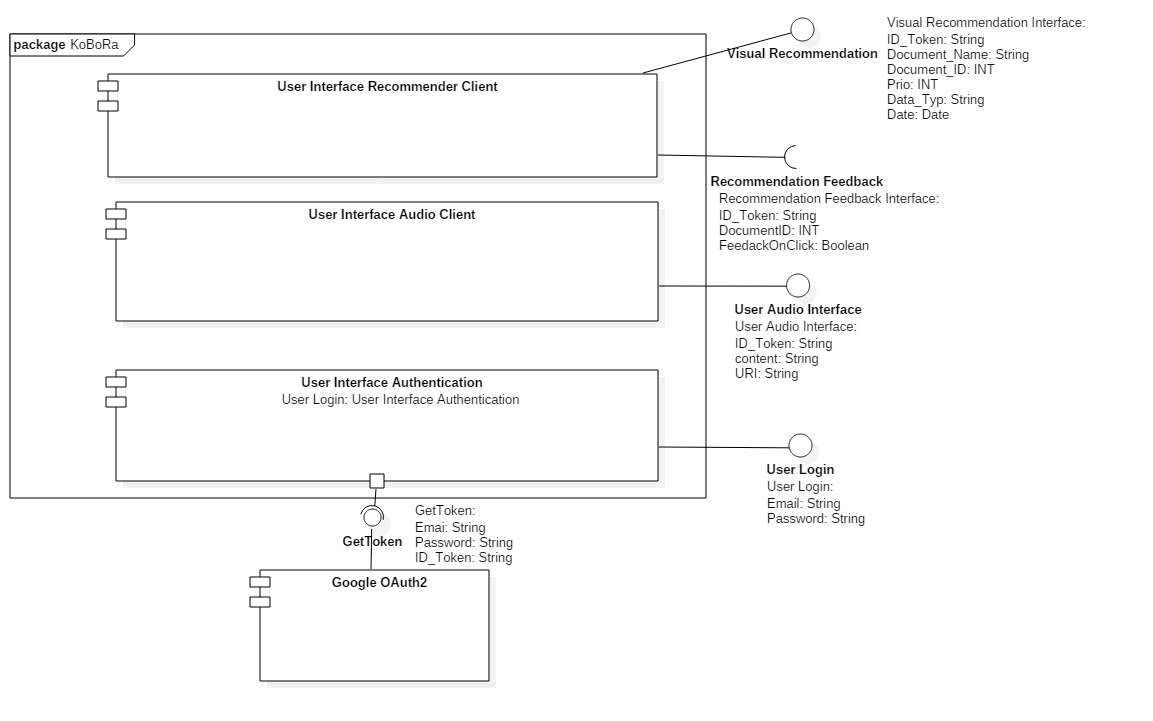 package KoBoRa
User Interface Recommender Client
Visual Recommendation
Visual Recommendation Interface:
ID_Token: String
Document_Name: String
Document_ID: INT
Prio: INT
Data_Typ: String
Date: Date
Recommendation Feedback
Recommendation Feedback Interface:
ID_Token: String
DocumentID: INT
FeedackOnClick: Boolean
User Interface Audio Client
User Audio Interface
User Audio Interface:
ID_Token: String
content: String
URI: String
User Interface Authentication
User Login: User Interface Authentication
User Login
User Login:
Email: String
Password: String
GetToken
GetToken:
Emai: String
Password: String
ID_Token: String
Google OAuth2